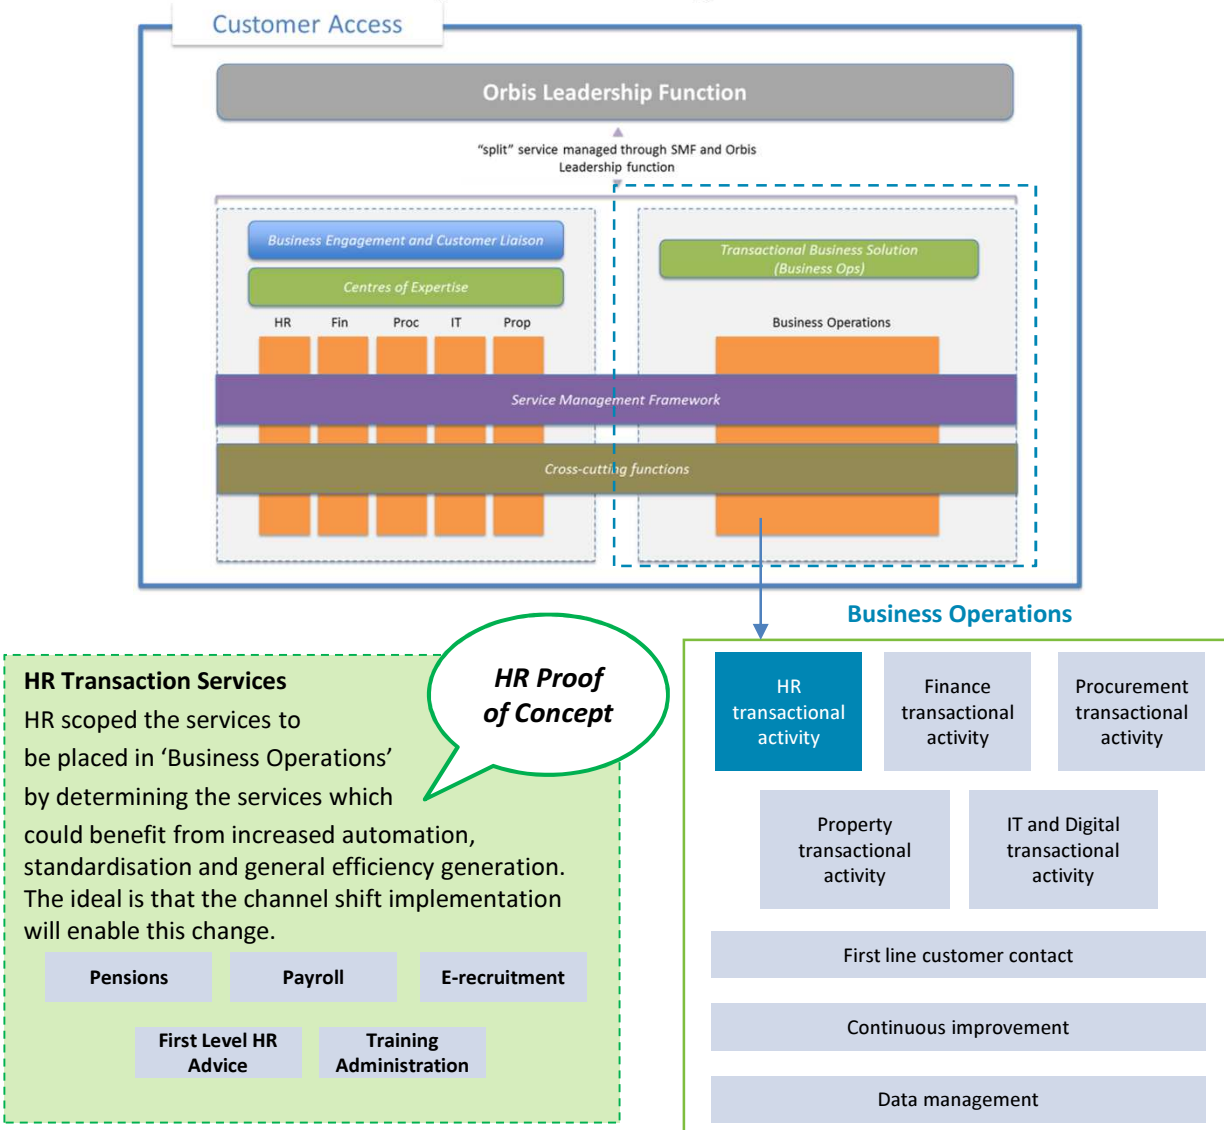 Customer Access
Orbis Leadership Function
“split” service managed through SMF and Orbis
Leadership function
Business Engagement and Customer Liaison
Centres of Expertise
HR Fin Proc IT Prop
Transactional Business Solution
(Business Ops)
Business Operations
Service Management Framework
Cross-cutting functions
Business Operations
HR Transaction Services
HR scoped the services to
be placed in ‘Business Operations’
by determining the services which
could benefit from increased automation,
standardisation and general efficiency generation.
The ideal is that the channel shift implementation
will enable this change.
HR Proof
of Concept
Pensions
Payroll
E-recruitment
First Level HR
Advice
Training
Administration
HR
transactional
activity
Finance
transactional
activity
Procurement
transactional
activity
Property
transactional
activity
IT and Digital
transactional
activity
First line customer contact
Continuous improvement
Data management